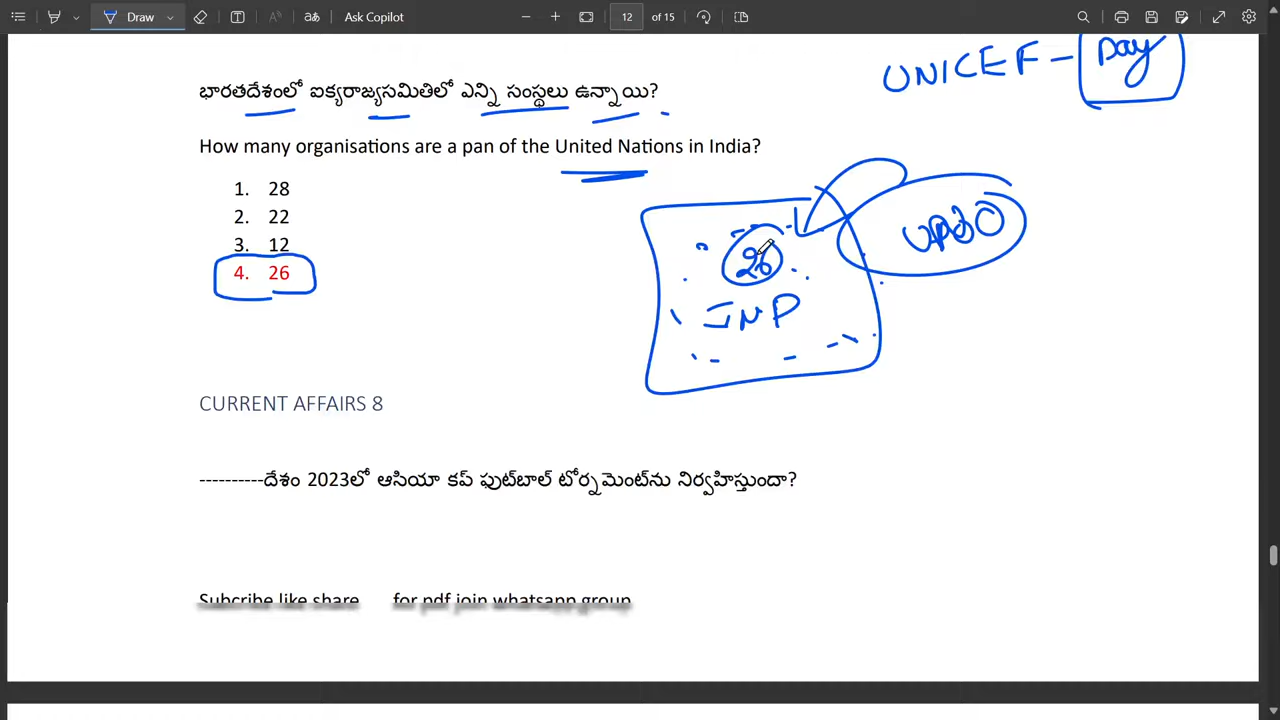 Draw
Ask Copilot
12 of 15
UNICEF - Day
భారతదేశంలో ఐక్యరాజ్యసమితిలో ఎన్ని సంస్థలు ఉన్నాయి?
How many organisations are a pan of the United Nations in India?
1. 28
2. 22
3. 12
4. 26
26
CURRENT AFFAIRS 8
----------దేశం 2023లో ఆసియా కప్ ఫుట్‌బాల్ టోర్నమెంట్‌ను నిర్వహిస్తుందా?
Subcribe like share for pdf join whatsapp group